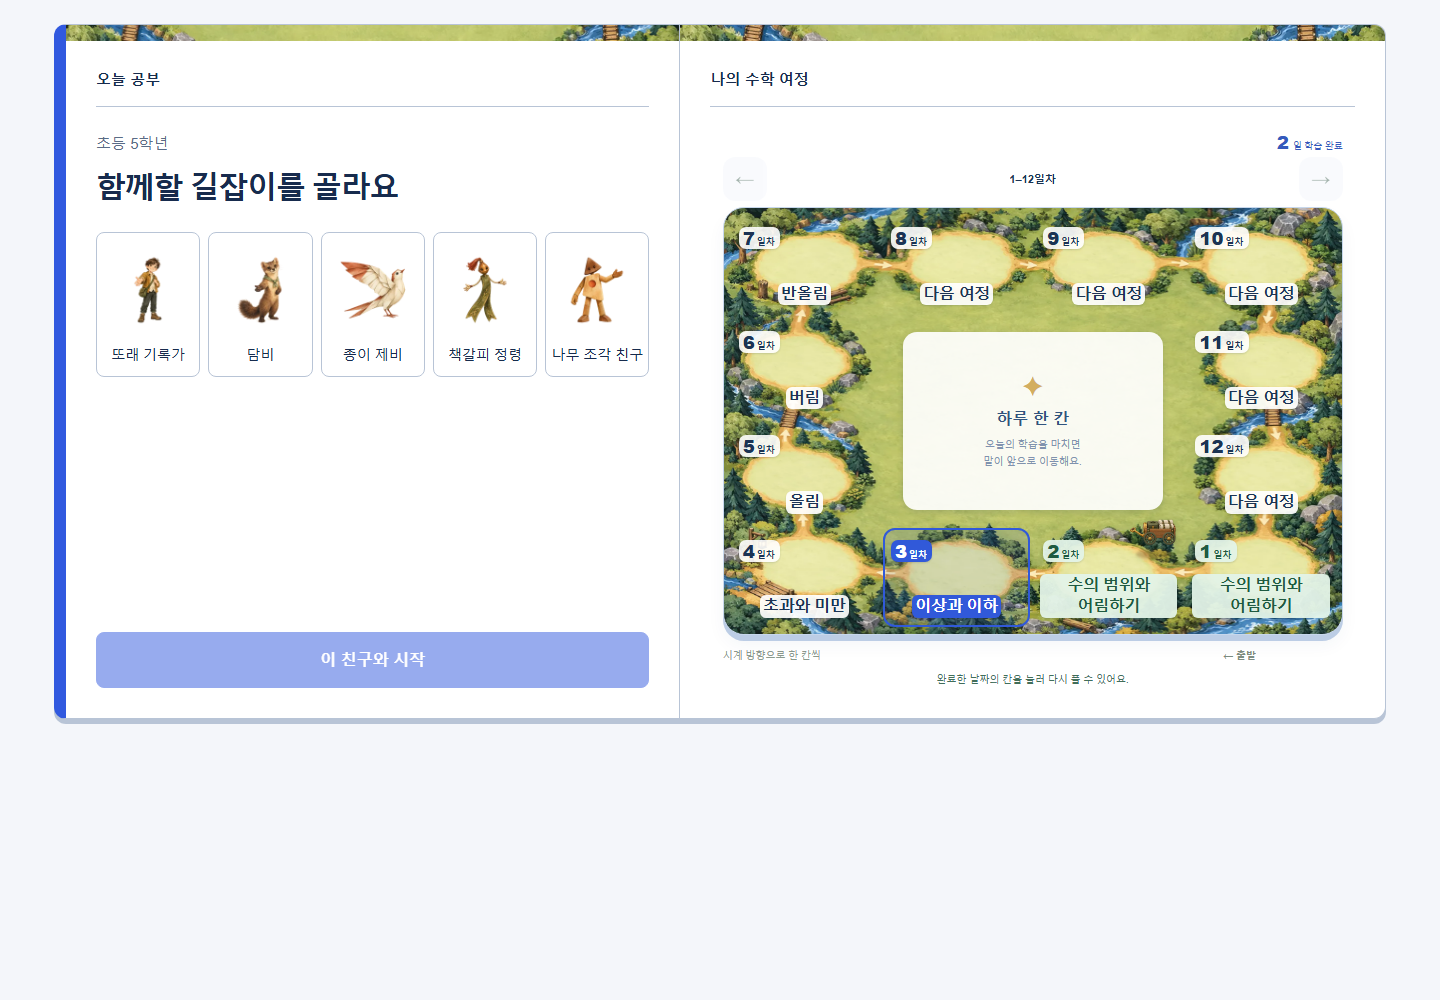 오늘 공부
초등 5학년
함께할 길잡이를 골라요
또래 기록가
담비
종이 제비
책갈피 정령
나무 조각 친구
이 친구와 시작
나의 수학 여정
2 일 학습 완료
←
1–12일차
→
7 일차
반올림
8 일차
다음 여정
9 일차
다음 여정
10 일차
다음 여정
6 일차
버림
11 일차
다음 여정
하루 한 칸
오늘의 학습을 마치면
말이 앞으로 이동해요.
5 일차
올림
12 일차
다음 여정
4 일차
초과와 미만
3 일차
이상과 이하
2 일차
수의 범위와
어림하기
1 일차
수의 범위와
어림하기
시계 방향으로 한 칸씩
← 출발
완료한 날짜의 칸을 눌러 다시 풀 수 있어요.